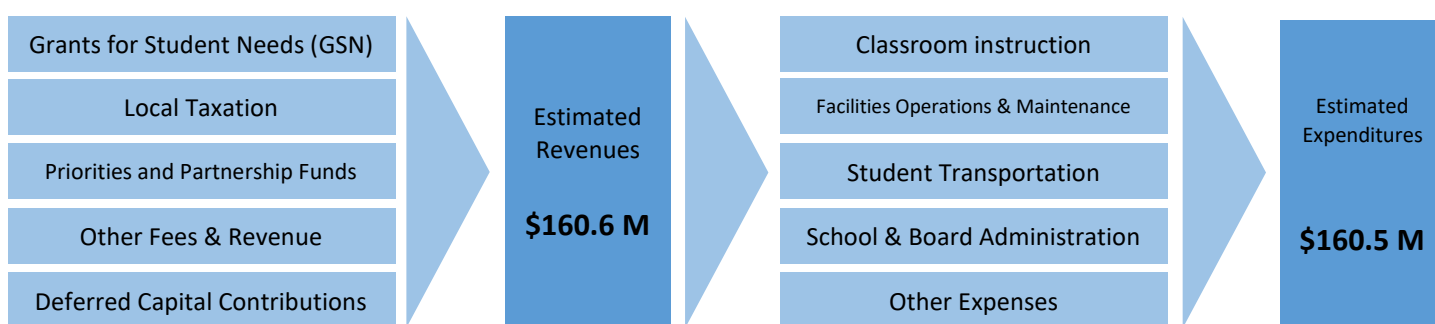 Grants for Student Needs (GSN)
Local Taxation
Priorities and Partnership Funds
Other Fees & Revenue
Deferred Capital Contributions
Estimated
Revenues
$160.6 M
Classroom instruction
Facilities Operations & Maintenance
Student Transportation
School & Board Administration
Other Expenses
Estimated
Expenditures
$160.5 M